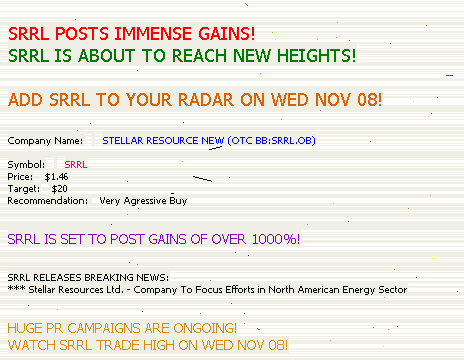 SRRL POSTS IMMENSE GAINS!
SRRL IS ABOUT TO REACH NEW HEIGHTS!
ADD SRRL TO YOUR RADAR ON WED NOV 08!
Company Name: STELLAR RESOURCE NEW (OTC BB:SRRL.OB)
Symbol: SRRL
Price: $1.46
Target: $20
Recommendation: Very Agressive Buy
SRRL IS SET TO POST GAINS OF OVER 1000%!
SRRL RELEASES BREAKING NEWS:
*** Stellar Resources Ltd. - Company To Focus Efforts in North American Energy Sector
HUGE PR CAMPAIGNS ARE ONGOING!
WATCH SRRL TRADE HIGH ON WED NOV 08!